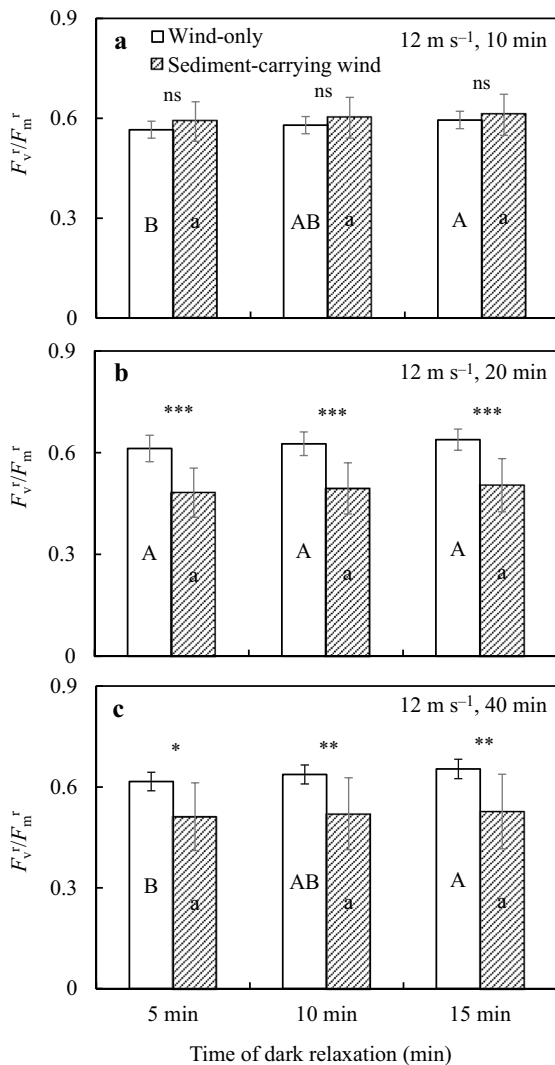 a
Wind-only
12 m s⁻¹, 10 min
Sediment-carrying wind
0.9
ns
ns
ns
0.6
Fᵥʳ/Fₘʳ
0.3
B a AB a A a
0
0.9
b
12 m s⁻¹, 20 min
***
***
***
0.6
Fᵥʳ/Fₘʳ
0.3
A a A a A a
0
0.9
c
12 m s⁻¹, 40 min
*
**
**
0.6
Fᵥʳ/Fₘʳ
0.3
B a AB a A a
0
5 min 10 min 15 min
Time of dark relaxation (min)